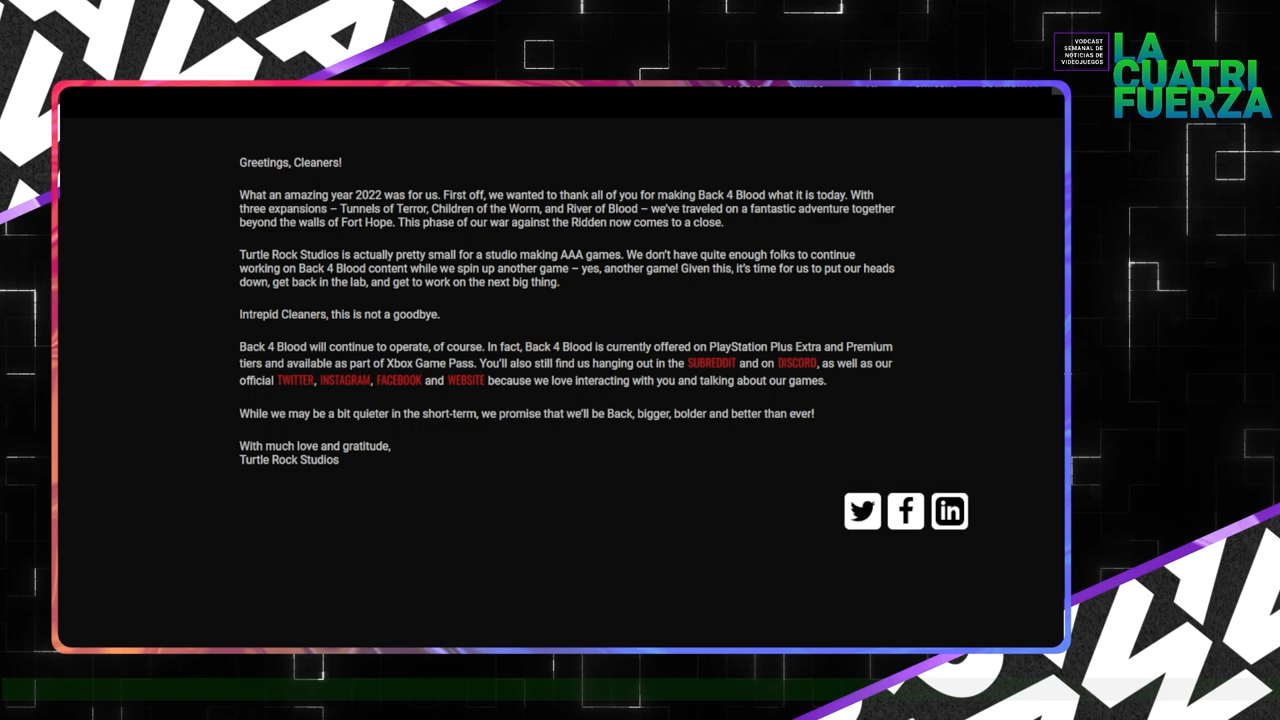 VODCAST
SEMANAL DE
NOTICIAS DE
VIDEOJUEGOS
LA
CUATRI
FUERZA
Greetings, Cleaners!
What an amazing year 2022 was for us. First off, we wanted to thank all of you for making Back 4 Blood what it is today. With
three expansions – Tunnels of Terror, Children of the Worm, and River of Blood – we've traveled on a fantastic adventure together
beyond the walls of Fort Hope. This phase of our war against the Ridden now comes to a close.
Turtle Rock Studios is actually pretty small for a studio making AAA games. We don't have quite enough folks to continue
working on Back 4 Blood content while we spin up another game – yes, another game! Given this, it's time for us to put our heads
down, get back in the lab, and get to work on the next big thing.
Intrepid Cleaners, this is not a goodbye.
Back 4 Blood will continue to operate, of course. In fact, Back 4 Blood is currently offered on PlayStation Plus Extra and Premium
tiers and available as part of Xbox Game Pass. You'll also still find us hanging out in the SUBREDDIT and on DISCORD, as well as our
official TWITTER, INSTAGRAM, FACEBOOK and WEBSITE because we love interacting with you and talking about our games.
While we may be a bit quieter in the short-term, we promise that we'll be Back, bigger, bolder and better than ever!
With much love and gratitude,
Turtle Rock Studios